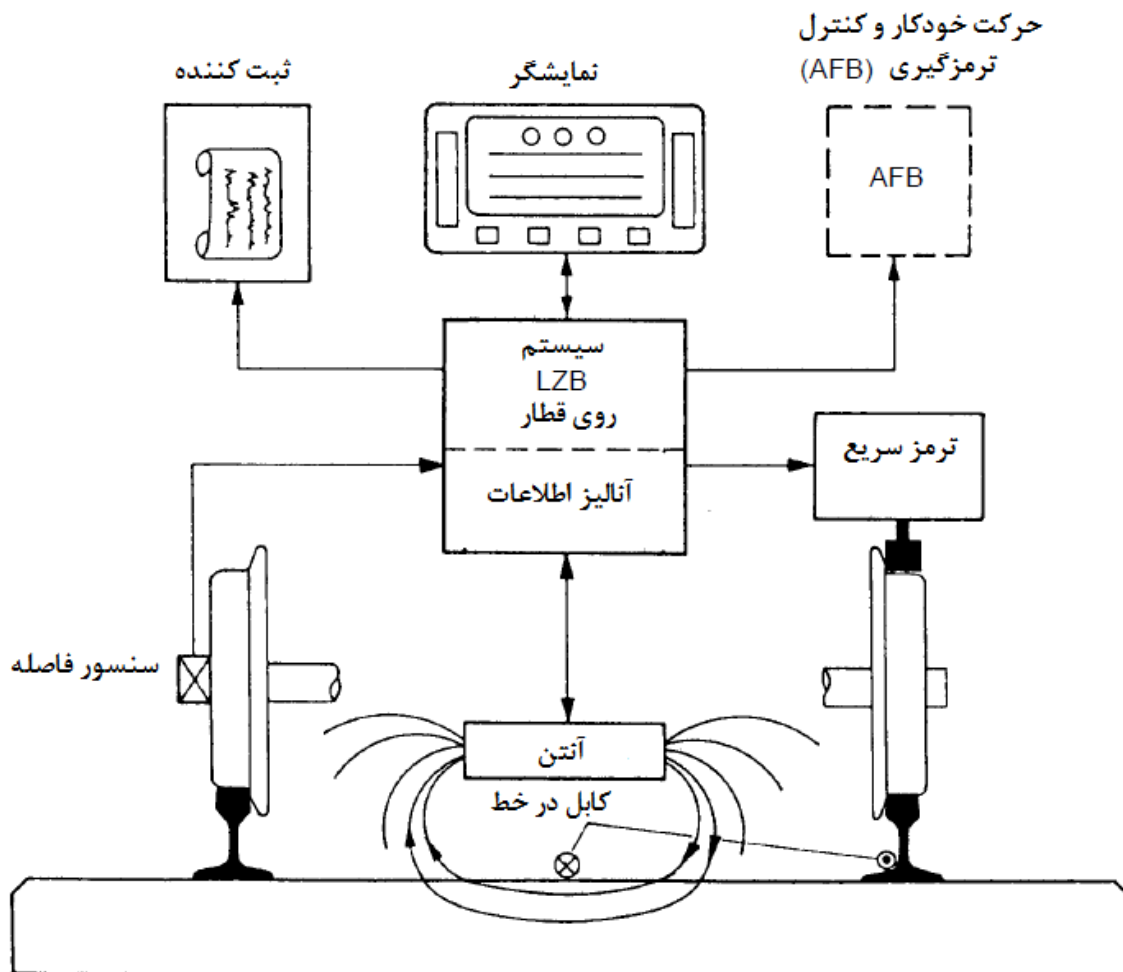 حرکت خودکار و کنترل
ترمزگیری (AFB)
نمایشگر
ثبت کننده
AFB
سیستم
LZB
روی قطار
ترمز سریع
آنالیز اطلاعات
سنسور فاصله
آنتن
کابل در خط